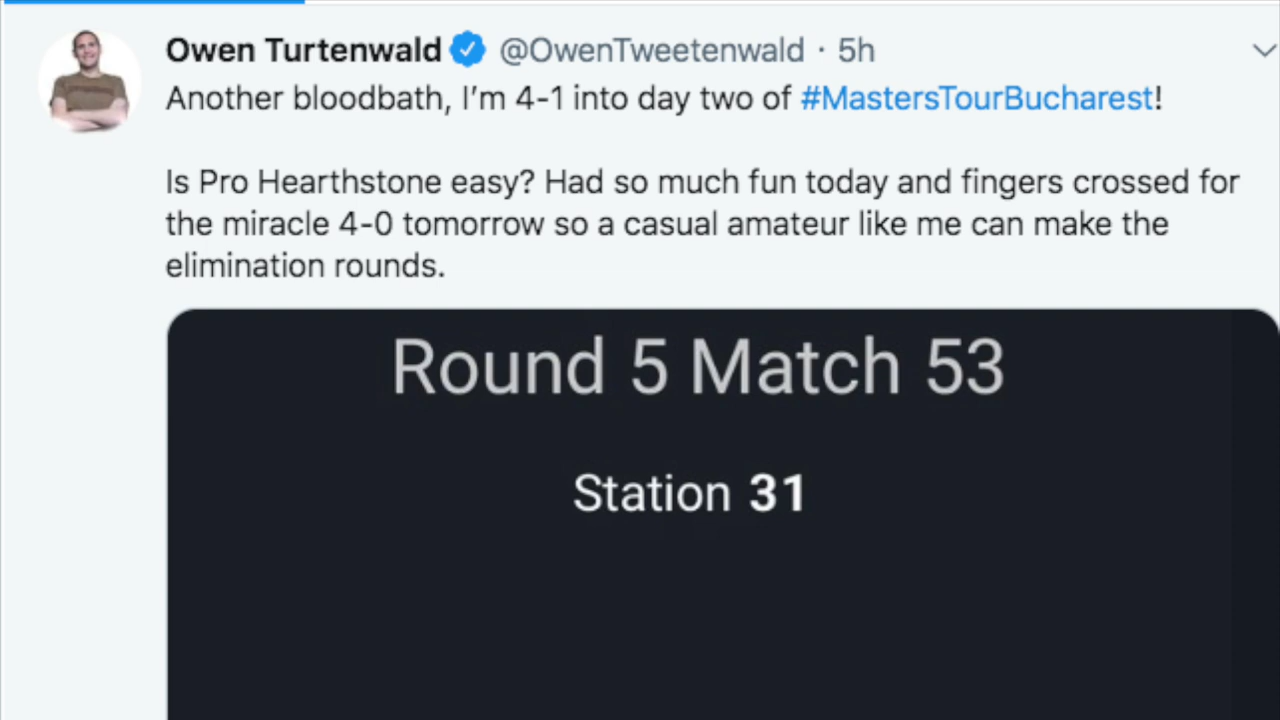 Owen Turtenwald @OwenTweetenwald · 5h
Another bloodbath, I'm 4-1 into day two of #MastersTourBucharest!
Is Pro Hearthstone easy? Had so much fun today and fingers crossed for
the miracle 4-0 tomorrow so a casual amateur like me can make the
elimination rounds.
Round 5 Match 53
Station 31